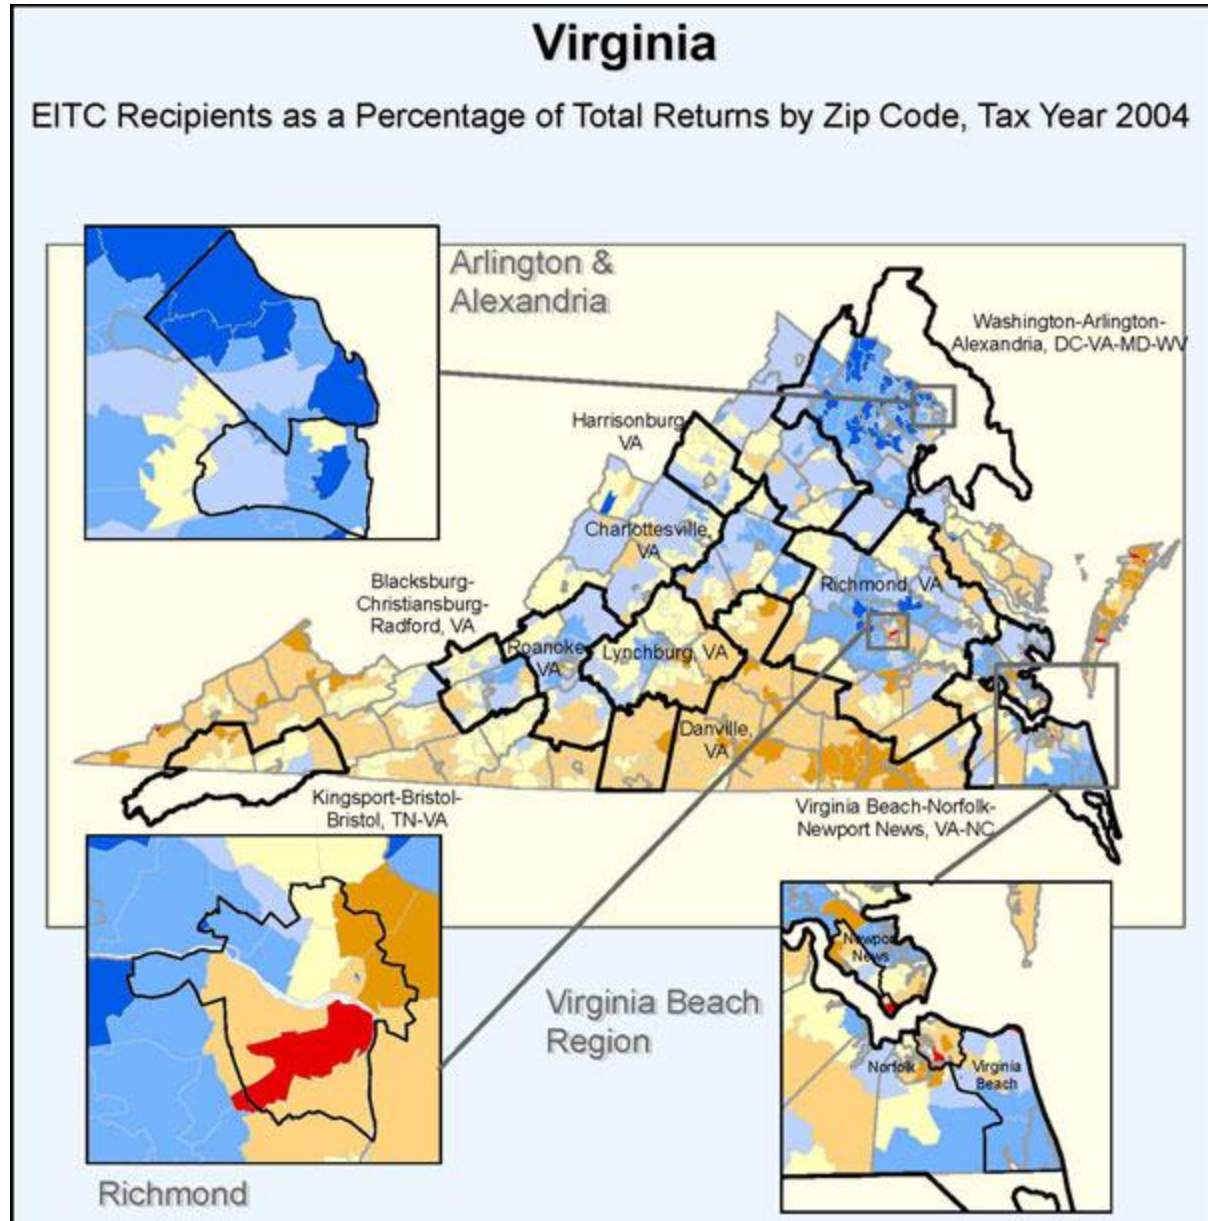 Virginia
EITC Recipients as a Percentage of Total Returns by Zip Code, Tax Year 2004
Arlington &
Alexandria
Washington-Arlington-
Alexandria, DC-VA-MD-WV
Harrisonburg,
VA
Charlottesville,
VA
Blacksburg-
Christiansburg-
Radford, VA
Richmond, VA
Roanoke,
VA
Lynchburg, VA
Danville,
VA
Kingsport-Bristol-
Bristol, TN-VA
Virginia Beach-Norfolk-
Newport News, VA-NC
Newport
News
Norfolk
Virginia
Beach
Virginia Beach
Region
Richmond